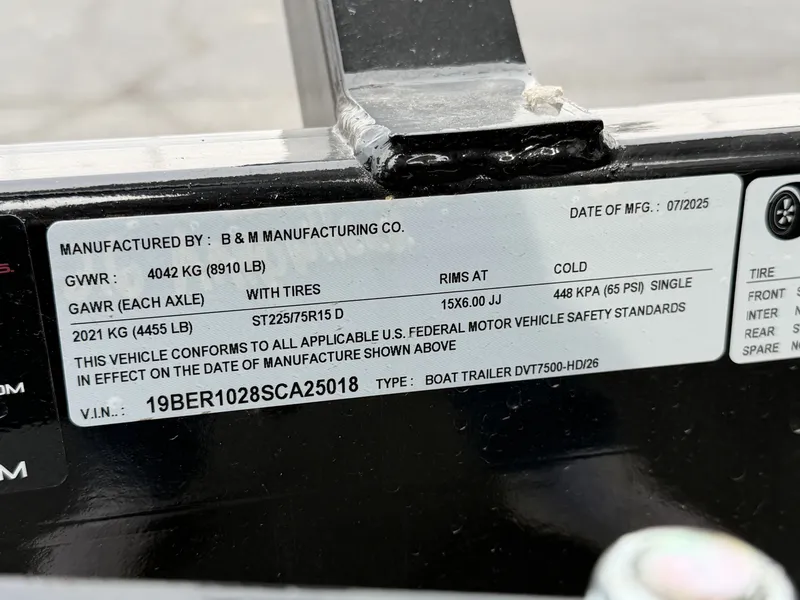 MANUFACTURED BY : B & M MANUFACTURING CO.
DATE OF MFG. : 07/2025
GVWR : 4042 KG (8910 LB)
GAWR (EACH AXLE) WITH TIRES RIMS AT COLD
2021 KG (4455 LB) ST225/75R15 D 15X6.00 JJ 448 KPA (65 PSI) SINGLE
THIS VEHICLE CONFORMS TO ALL APPLICABLE U.S. FEDERAL MOTOR VEHICLE SAFETY STANDARDS
IN EFFECT ON THE DATE OF MANUFACTURE SHOWN ABOVE
V.I.N.. : 19BER1028SCA25018 TYPE : BOAT TRAILER DVT7500-HD/26
TIRE
FRONT
INTER
REAR
SPARE